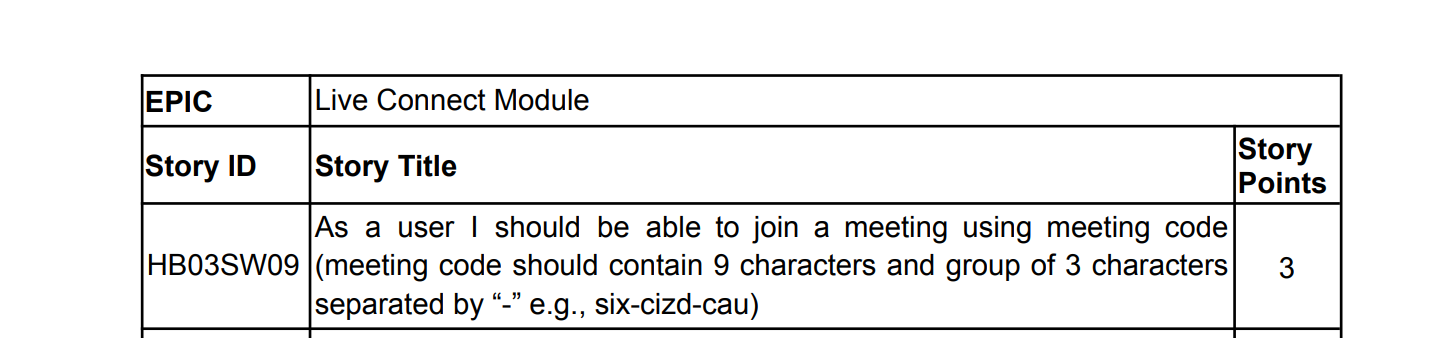 EPIC Live Connect Module
Story ID Story Title Story Points
HB03SW09 As a user I should be able to join a meeting using meeting code
(meeting code should contain 9 characters and group of 3 characters
separated by “-” e.g., six-cizd-cau) 3